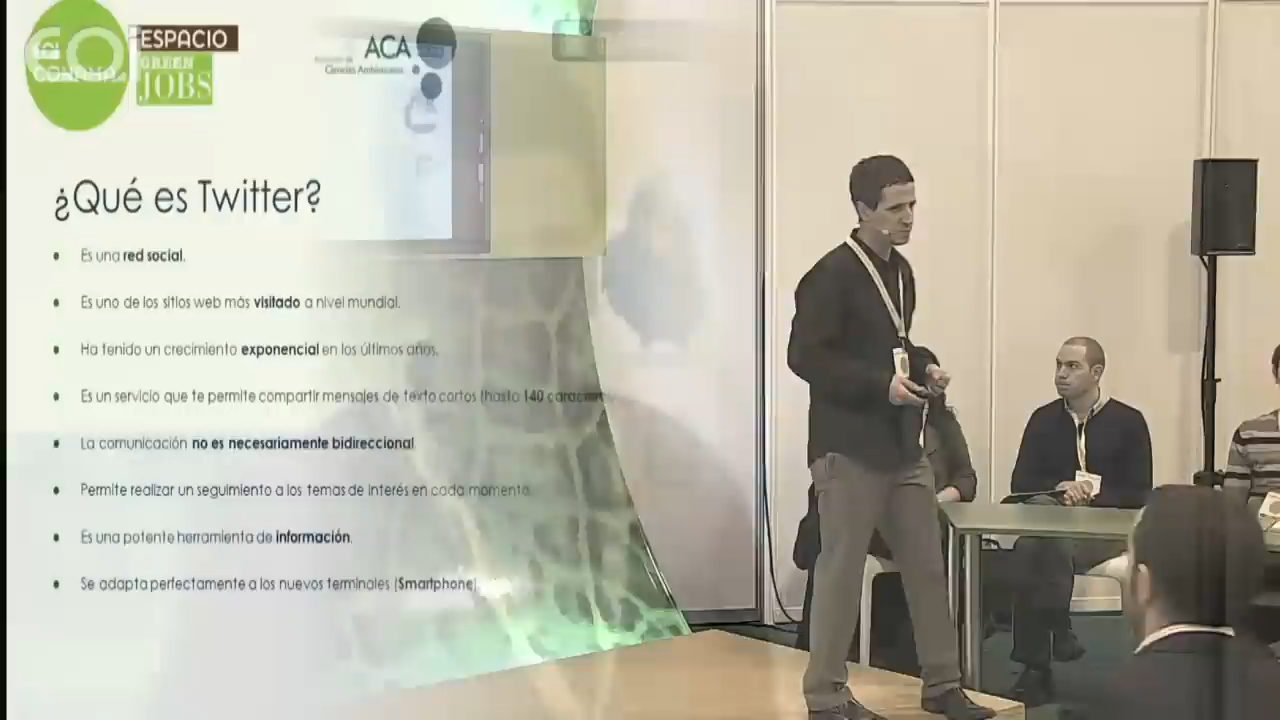 ESPACIO
GREEN
JOBS
CONAMA
ACA
Ciencias Ambientales
¿Qué es Twitter?
• Es una red social.
• Es uno de los sitios web más visitado a nivel mundial.
• Ha tenido un crecimiento exponencial en los últimos años.
• Es un servicio que te permite compartir mensajes de texto cortos (hasta 140
• La comunicación no es necesariamente bidireccional
• Permite realizar un seguimiento a los temas de interés en cada momento
• Es una potente herramienta de información.
• Se adapta perfectamente a los nuevos terminales (Smartphone)